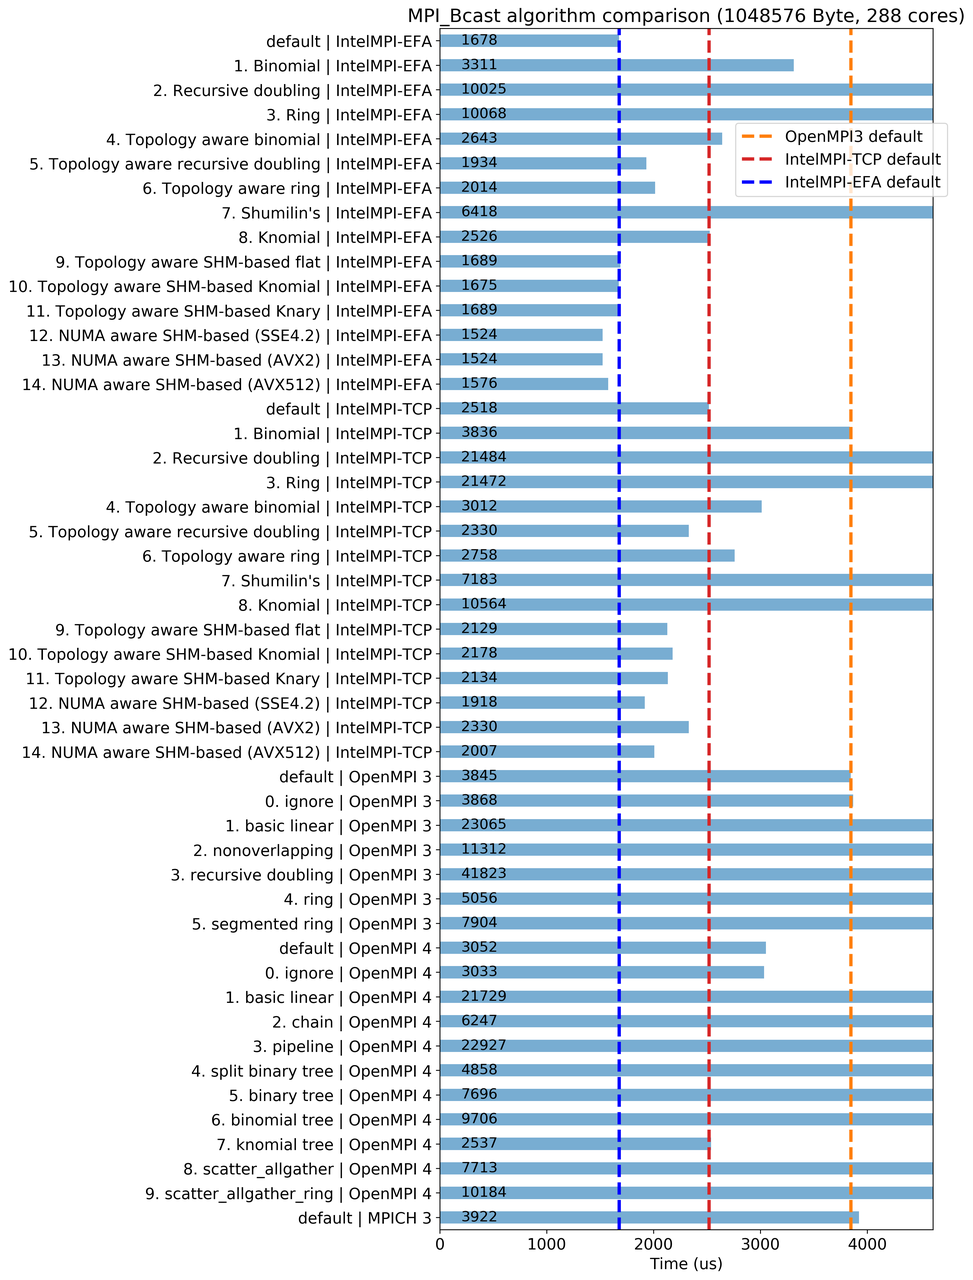 MPI_Bcast algorithm comparison (1048576 Byte, 288 cores)
default | IntelMPI-EFA 1678
1. Binomial | IntelMPI-EFA 3311
2. Recursive doubling | IntelMPI-EFA 10025
3. Ring | IntelMPI-EFA 10068
4. Topology aware binomial | IntelMPI-EFA 2643
5. Topology aware recursive doubling | IntelMPI-EFA 1934
6. Topology aware ring | IntelMPI-EFA 2014
7. Shumilin's | IntelMPI-EFA 6418
8. Knomial | IntelMPI-EFA 2526
9. Topology aware SHM-based flat | IntelMPI-EFA 1689
10. Topology aware SHM-based Knomial | IntelMPI-EFA 1675
11. Topology aware SHM-based Knary | IntelMPI-EFA 1689
12. NUMA aware SHM-based (SSE4.2) | IntelMPI-EFA 1524
13. NUMA aware SHM-based (AVX2) | IntelMPI-EFA 1524
14. NUMA aware SHM-based (AVX512) | IntelMPI-EFA 1576
default | IntelMPI-TCP 2518
1. Binomial | IntelMPI-TCP 3836
2. Recursive doubling | IntelMPI-TCP 21484
3. Ring | IntelMPI-TCP 21472
4. Topology aware binomial | IntelMPI-TCP 3012
5. Topology aware recursive doubling | IntelMPI-TCP 2330
6. Topology aware ring | IntelMPI-TCP 2758
7. Shumilin's | IntelMPI-TCP 7183
8. Knomial | IntelMPI-TCP 10564
9. Topology aware SHM-based flat | IntelMPI-TCP 2129
10. Topology aware SHM-based Knomial | IntelMPI-TCP 2178
11. Topology aware SHM-based Knary | IntelMPI-TCP 2134
12. NUMA aware SHM-based (SSE4.2) | IntelMPI-TCP 1918
13. NUMA aware SHM-based (AVX2) | IntelMPI-TCP 2330
14. NUMA aware SHM-based (AVX512) | IntelMPI-TCP 2007
default | OpenMPI 3 3845
0. ignore | OpenMPI 3 3868
1. basic linear | OpenMPI 3 23065
2. nonoverlapping | OpenMPI 3 11312
3. recursive doubling | OpenMPI 3 41823
4. ring | OpenMPI 3 5056
5. segmented ring | OpenMPI 3 7904
default | OpenMPI 4 3052
0. ignore | OpenMPI 4 3033
1. basic linear | OpenMPI 4 21729
2. chain | OpenMPI 4 6247
3. pipeline | OpenMPI 4 22927
4. split binary tree | OpenMPI 4 4858
5. binary tree | OpenMPI 4 7696
6. binomial tree | OpenMPI 4 9706
7. knomial tree | OpenMPI 4 2537
8. scatter_allgather | OpenMPI 4 7713
9. scatter_allgather_ring | OpenMPI 4 10184
default | MPICH 3 3922
OpenMPI3 default
IntelMPI-TCP default
IntelMPI-EFA default
0 1000 2000 3000 4000
Time (us)